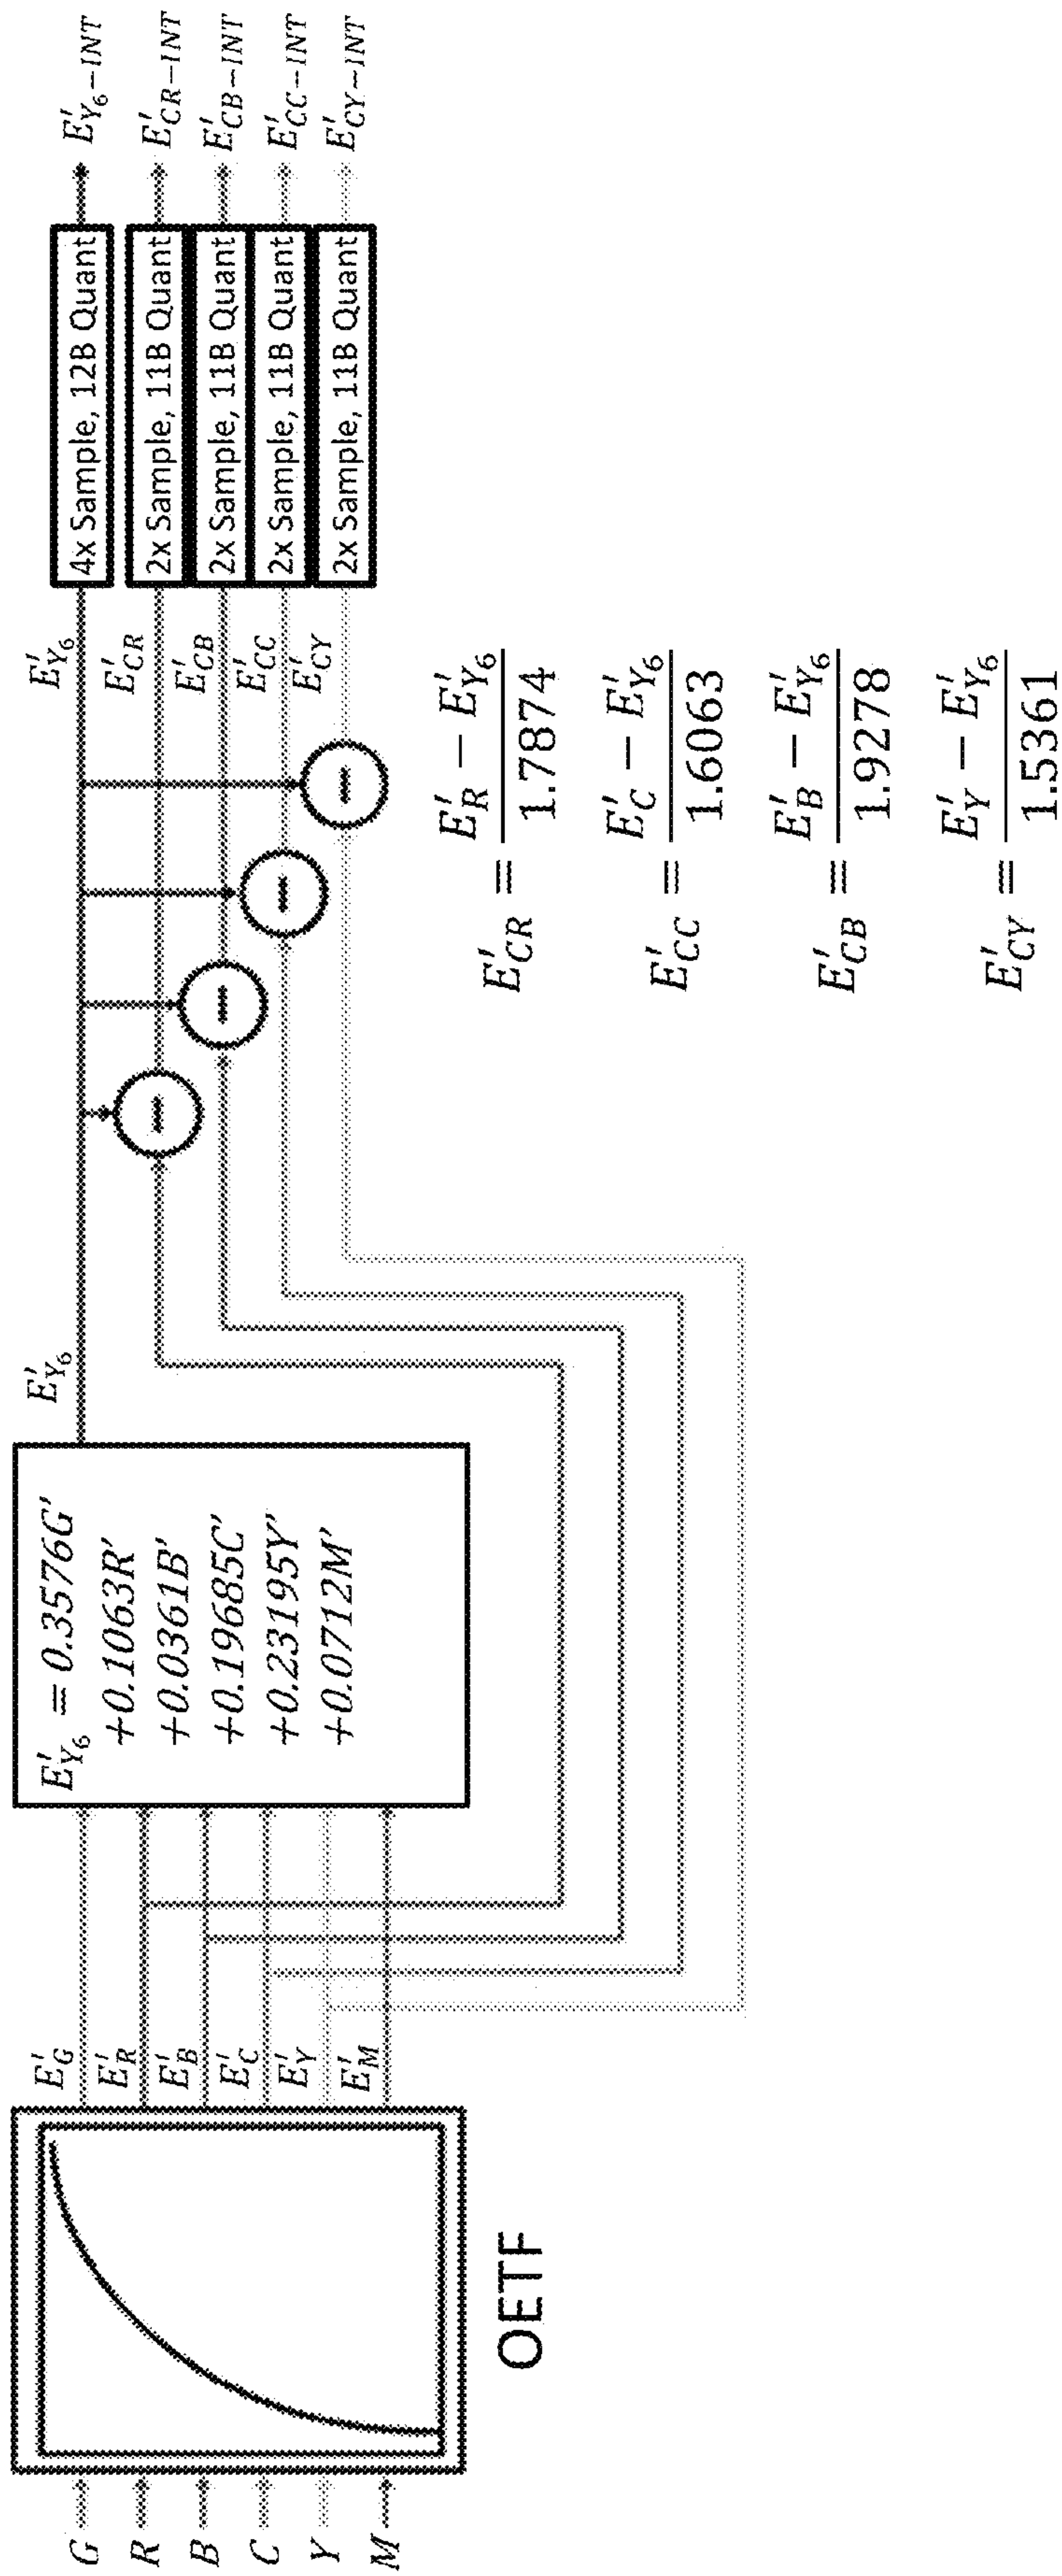 G
R
B
C
Y
M
OETF
E'_G
E'_R
E'_B
E'_C
E'_Y
E'_M
E'_{Y_6} = 0.3576G'
+0.1063R'
+0.0361B'
+0.19685C'
+0.23195Y'
+0.0712M'
E'_{Y_6}
E'_{Y_6}
E'_{CR}
E'_{CB}
E'_{CC}
E'_{CY}
4x Sample, 12B Quant
2x Sample, 11B Quant
2x Sample, 11B Quant
2x Sample, 11B Quant
2x Sample, 11B Quant
E'_{Y_6-INT}
E'_{CR-INT}
E'_{CB-INT}
E'_{CC-INT}
E'_{CY-INT}
E'_{CR} = \frac{E'_R - E'_{Y_6}}{1.7874}
E'_{CC} = \frac{E'_C - E'_{Y_6}}{1.6063}
E'_{CB} = \frac{E'_B - E'_{Y_6}}{1.9278}
E'_{CY} = \frac{E'_Y - E'_{Y_6}}{1.5361}